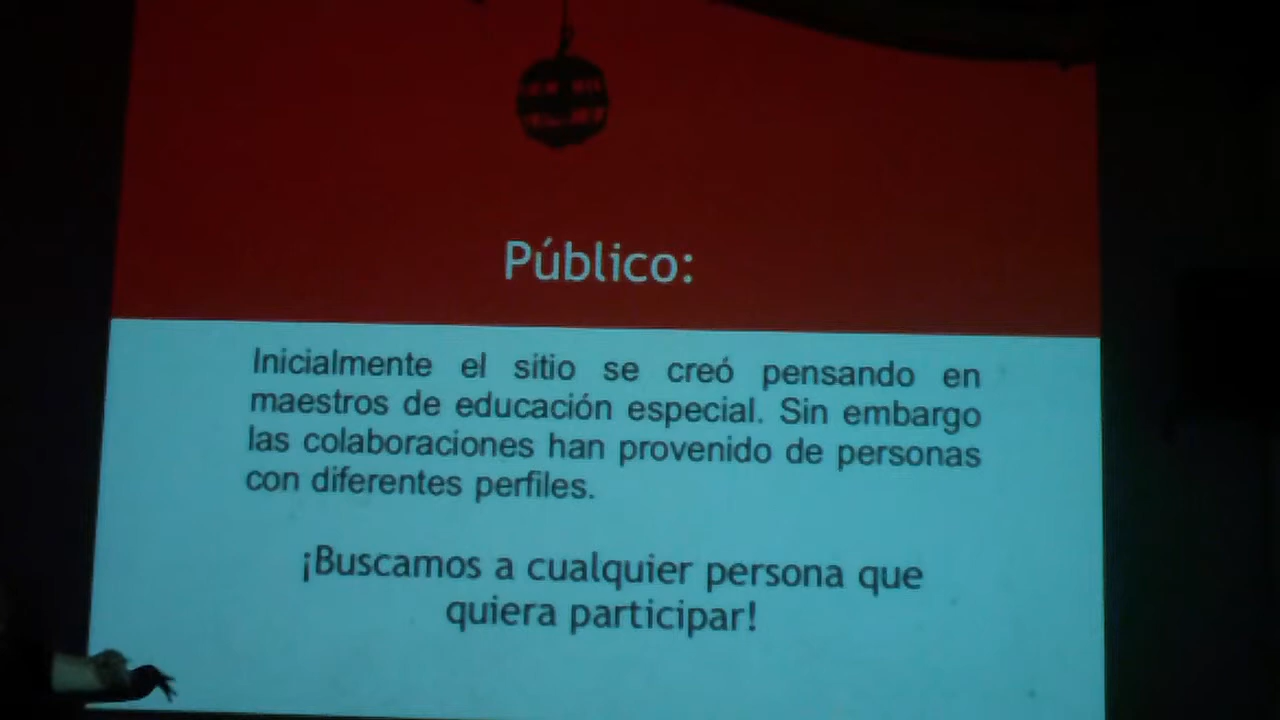 Público:
Inicialmente el sitio se creó pensando en
maestros de educación especial. Sin embargo
las colaboraciones han provenido de personas
con diferentes perfiles.
¡Buscamos a cualquier persona que
quiera participar!